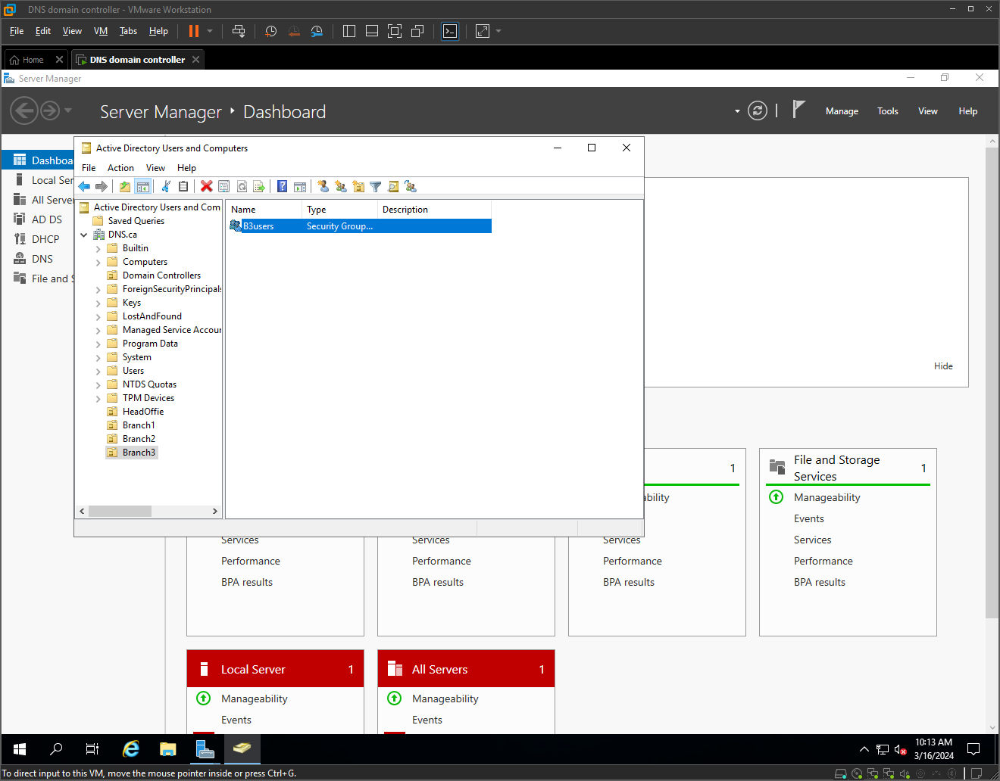 DNS domain controller - VMware Workstation
File Edit View VM Tabs Help
Home DNS domain controller
Server Manager
Server Manager Dashboard
Manage Tools View Help
Active Directory Users and Computers
File Action View Help
Dashboa
Local Ser
All Server
AD DS
DHCP
DNS
File and S
Active Directory Users and Com
Saved Queries
DNS.ca
Builtin
Computers
Domain Controllers
ForeignSecurityPrincipals
Keys
LostAndFound
Managed Service Accour
Program Data
System
Users
NTDS Quotas
TPM Devices
HeadOffie
Branch1
Branch2
Branch3
Name Type Description
B3users Security Group...
Hide
Services
Performance
BPA results
Services
Performance
BPA results
1
ability
Services
Performance
BPA results
File and Storage
Services 1
Manageability
Events
Services
Performance
BPA results
Local Server 1
Manageability
Events
All Servers 1
Manageability
Events
10:13 AM
3/16/2024
To direct input to this VM, move the mouse pointer inside or press Ctrl+G.